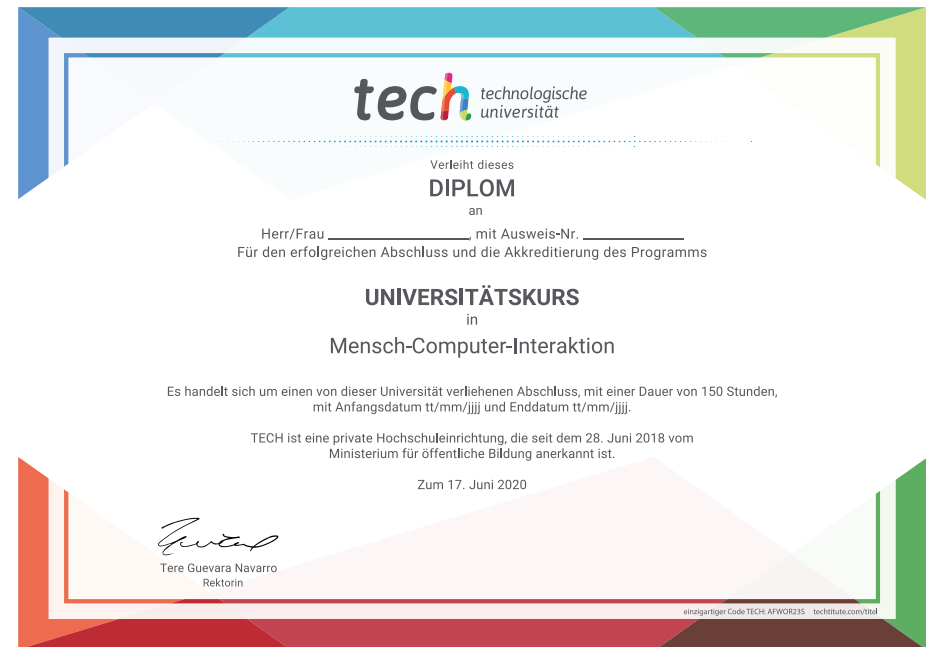 tech technologische
universität
Verleiht dieses
DIPLOM
an
Herr/Frau ____________, mit Ausweis-Nr. ____________
Für den erfolgreichen Abschluss und die Akkreditierung des Programms
UNIVERSITÄTSKURS
in
Mensch-Computer-Interaktion
Es handelt sich um einen von dieser Universität verliehenen Abschluss, mit einer Dauer von 150 Stunden,
mit Anfangsdatum tt/mm/jjjj und Enddatum tt/mm/jjjj.
TECH ist eine private Hochschuleinrichtung, die seit dem 28. Juni 2018 vom
Ministerium für öffentliche Bildung anerkannt ist.
Zum 17. Juni 2020
Tere Guevara Navarro
Rektorin
einzigartiger Code TECH: AFWOR23S techtitute.com/titel